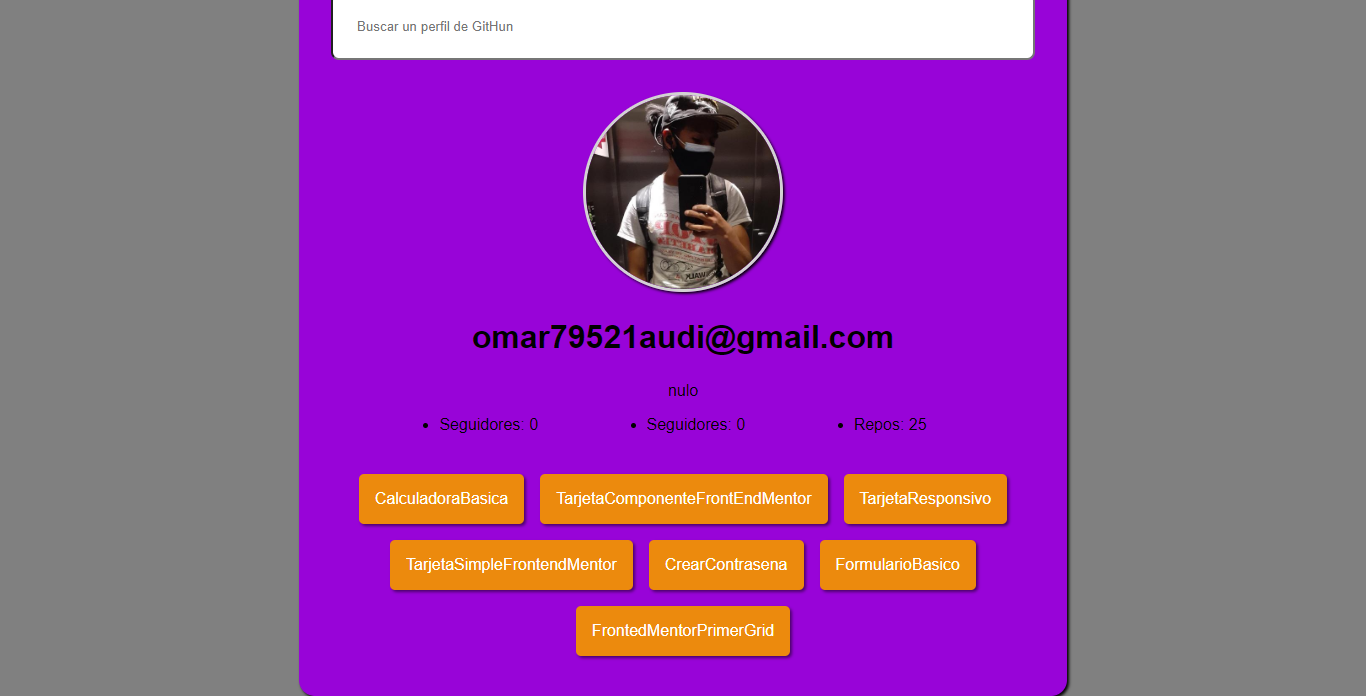 Buscar un perfil de GitHun
omar79521audi@gmail.com
nulo
Seguidores: 0
Seguidores: 0
Repos: 25
CalculadoraBasica
TarjetaComponenteFrontEndMentor
TarjetaResponsivo
TarjetaSimpleFrontendMentor
CrearContrasena
FormularioBasico
FrontedMentorPrimerGrid